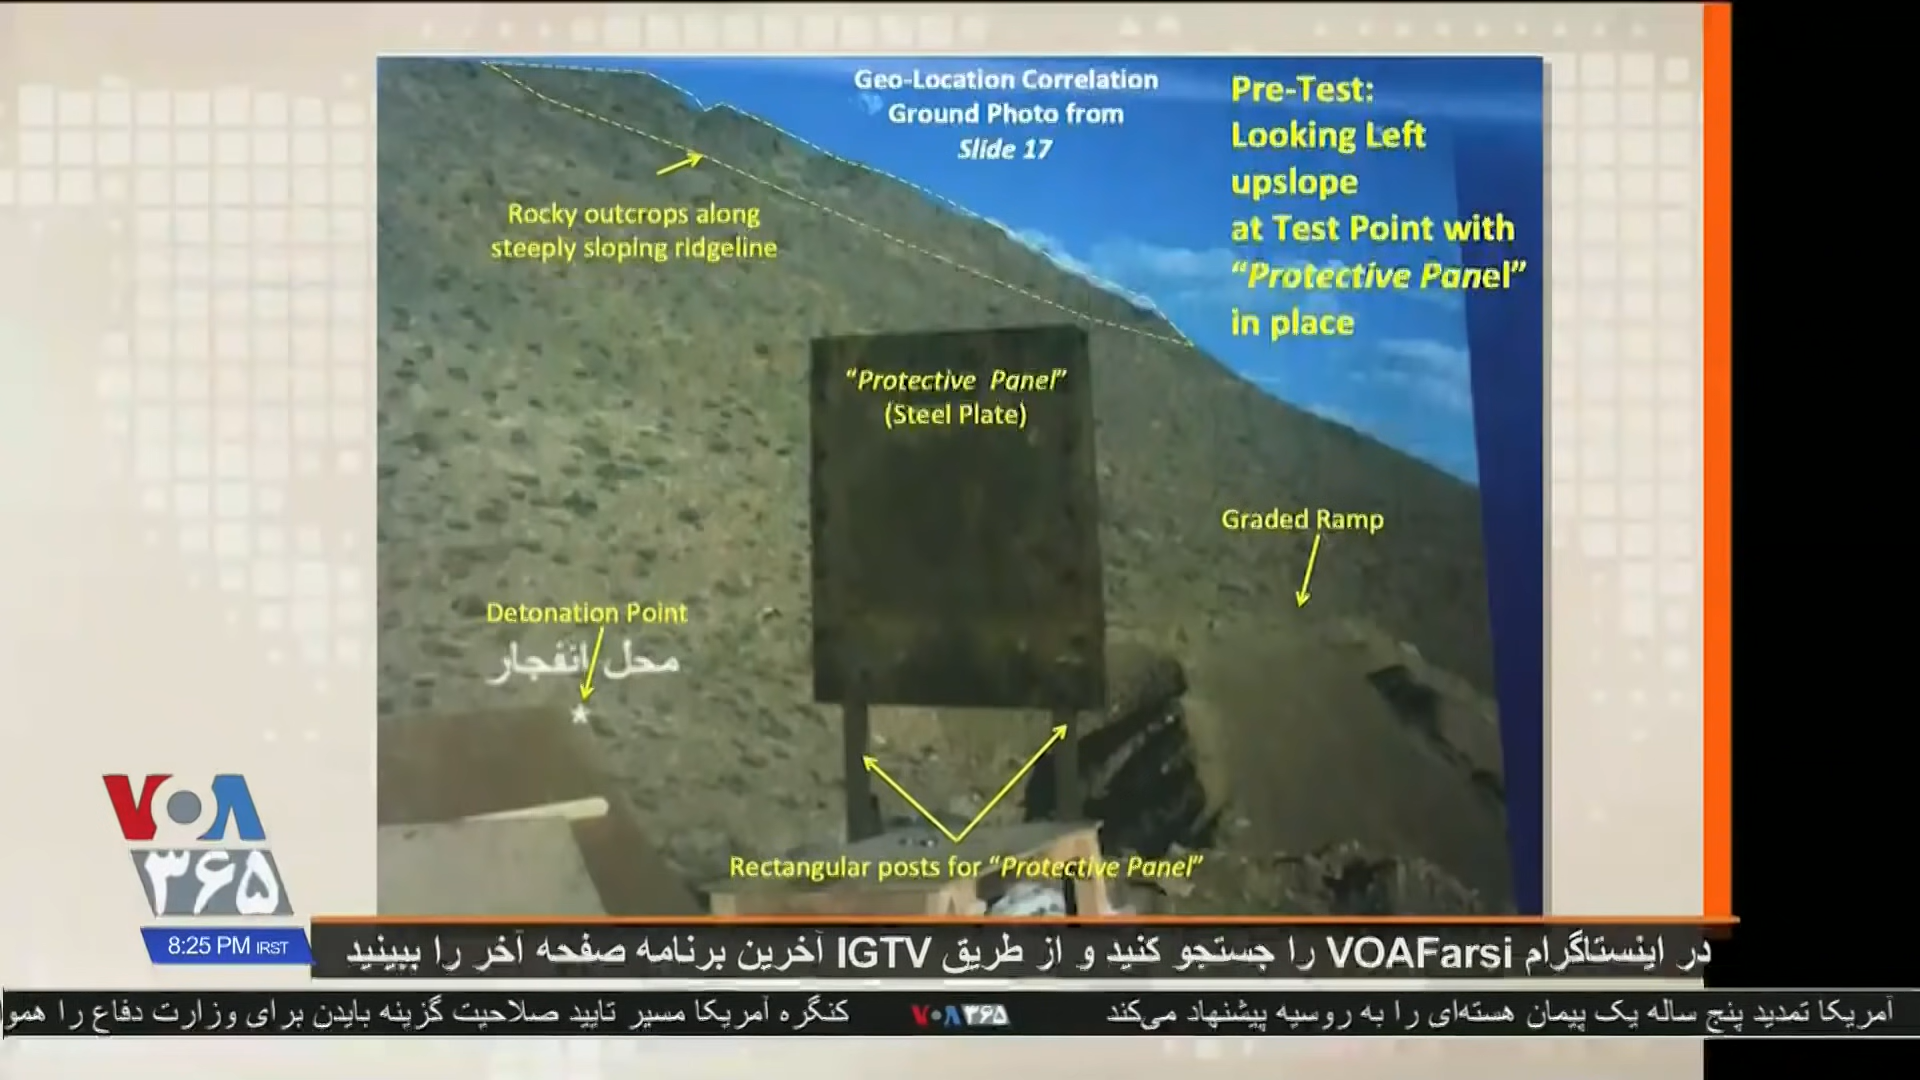 Geo-Location Correlation
Ground Photo from
Slide 17
Pre-Test:
Looking Left
upslope
at Test Point with
“Protective Panel”
in place
Rocky outcrops along
steeply sloping ridgeline
“Protective Panel”
(Steel Plate)
Graded Ramp
Detonation Point
محل انفجار
*
Rectangular posts for “Protective Panel”
VOA
۳۶۵
8:25 PM IRST
در اینستاگرام VOAFarsi را جستجو کنید و از طریق IGTV آخرین برنامه صفحه آخر را ببینید
آمریکا تمدید پنج ساله یک پیمان هسته‌ای را به روسیه پیشنهاد می‌کند VOA۳۶۵ کنگره آمریکا مسیر تایید صلاحیت گزینه بایدن برای وزارت دفاع را